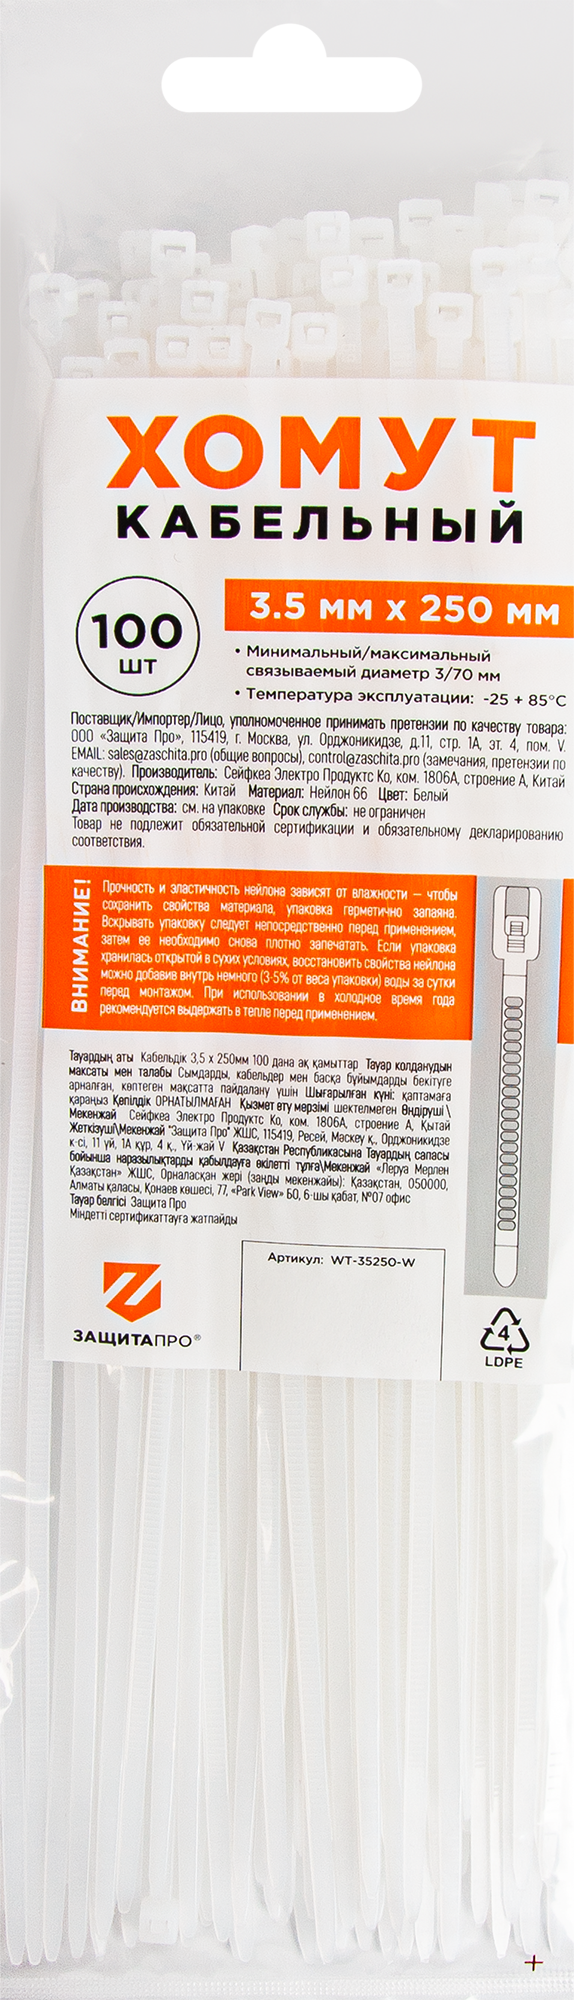 ХОМУТ
КАБЕЛЬНЫЙ
100
ШТ
3.5 мм х 250 мм
• Минимальный/максимальный
связываемый диаметр 3/70 мм
• Температура эксплуатации: -25 + 85°С
Поставщик/Импортер/Лицо, уполномоченное принимать претензии по качеству товара:
ООО «Защита Про», 115419, г. Москва, ул. Орджоникидзе, д.11, стр. 1А, эт. 4, пом. V.
EMAIL: sales@zaschita.pro (общие вопросы), control@zaschita.pro (замечания, претензии по
качеству). Производитель: Сейфкеа Электро Продуктс Ко, ком. 1806А, строение А, Китай
Страна происхождения: Китай Материал: Нейлон 66 Цвет: Белый
Дата производства: см. на упаковке Срок службы: не ограничен
Товар не подлежит обязательной сертификации и обязательному декларированию
соответствия.
ВНИМАНИЕ!
Прочность и эластичность нейлона зависят от влажности — чтобы
сохранить свойства материала, упаковка герметично запаяна.
Вскрывать упаковку следует непосредственно перед применением,
затем ее необходимо снова плотно запечатать. Если упаковка
хранилась открытой в сухих условиях, восстановить свойства нейлона
можно добавив внутрь немного (3-5% от веса упаковки) воды за сутки
перед монтажом. При использовании в холодное время года
рекомендуется выдержать в тепле перед применением.
Тауардың аты Кабельдік 3,5 х 250мм 100 дана ақ қамыттар Тауар колданудын
максаты мен талабы Сымдарды, кабельдер мен басқа бұйымдарды бекітуге
арналған, көптеген мақсатта пайдалану үшін Шығарылған күні: қаптамаға
қараңыз Кепілдік ОРНАТЫЛМАҒАН Қызмет ету мерзімі шектелмеген Өндіруші\
Мекенжай Сейфкеа Электро Продуктс Ко, ком. 1806А, строение А, Қытай
Жеткізуші\Мекенжай "Защита Про" ЖШС, 115419, Ресей, Маскеу қ., Орджоникидзе
к-сі, 11 үй, 1А құр, 4 қ., Үй-жай V Қазақстан Республикасына Тауардың сапасы
бойынша наразылықтарды қабылдауға өкілетті тұлға\Мекенжай «Леруа Мерлен
Қазақстан» ЖШС, Орналасқан жері (заңды мекенжайы): Қазақстан, 050000,
Алматы қаласы, Қонаев көшесі, 77, «Park View» БО, 6-шы қабат, №07 офис
Тауар белгісі Защита Про
Міндетті сертификаттауға жатпайды
ЗАЩИТАПРО®
Артикул: WT-35250-W
4
LDPE